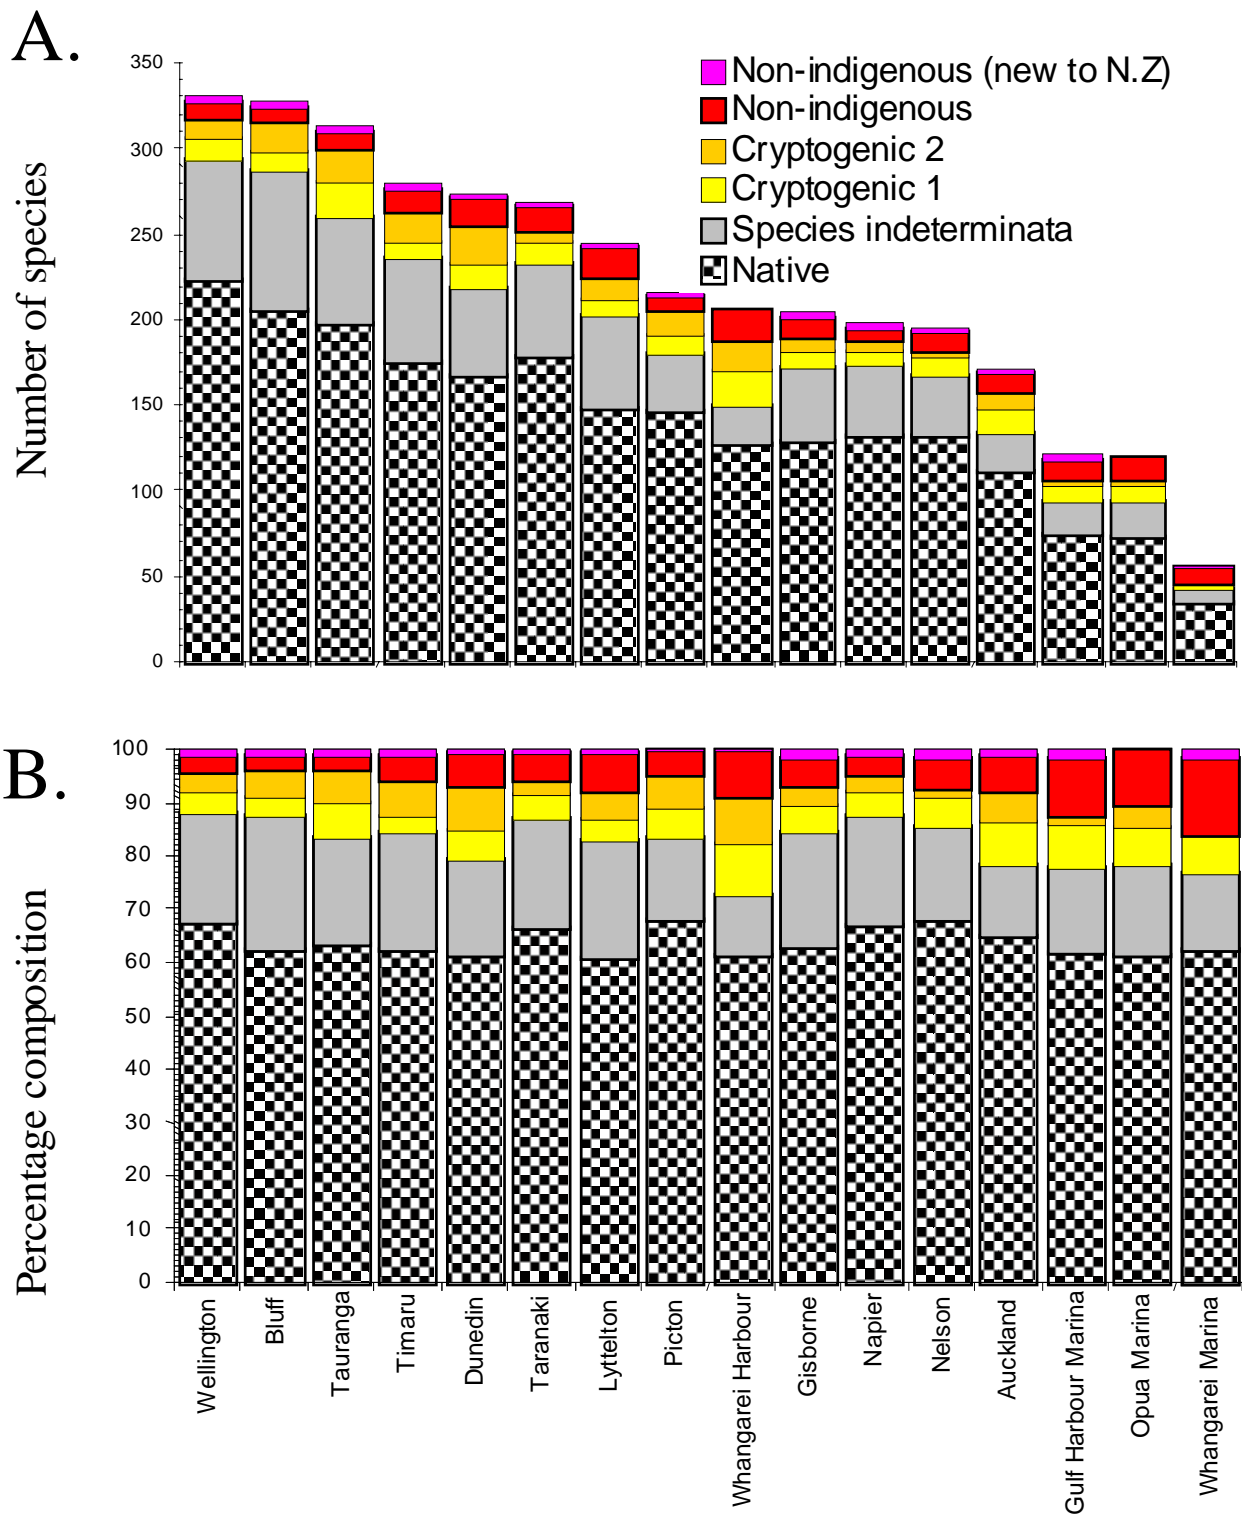 A.
Number of species
350
300
250
200
150
100
50
0
Non-indigenous (new to N.Z)
Non-indigenous
Cryptogenic 2
Cryptogenic 1
Species indeterminata
Native
B.
Percentage composition
100
90
80
70
60
50
40
30
20
10
0
Wellington
Bluff
Tauranga
Timaru
Dunedin
Taranaki
Lyttelton
Picton
Whangarei Harbour
Gisborne
Napier
Nelson
Auckland
Gulf Harbour Marina
Opua Marina
Whangarei Marina